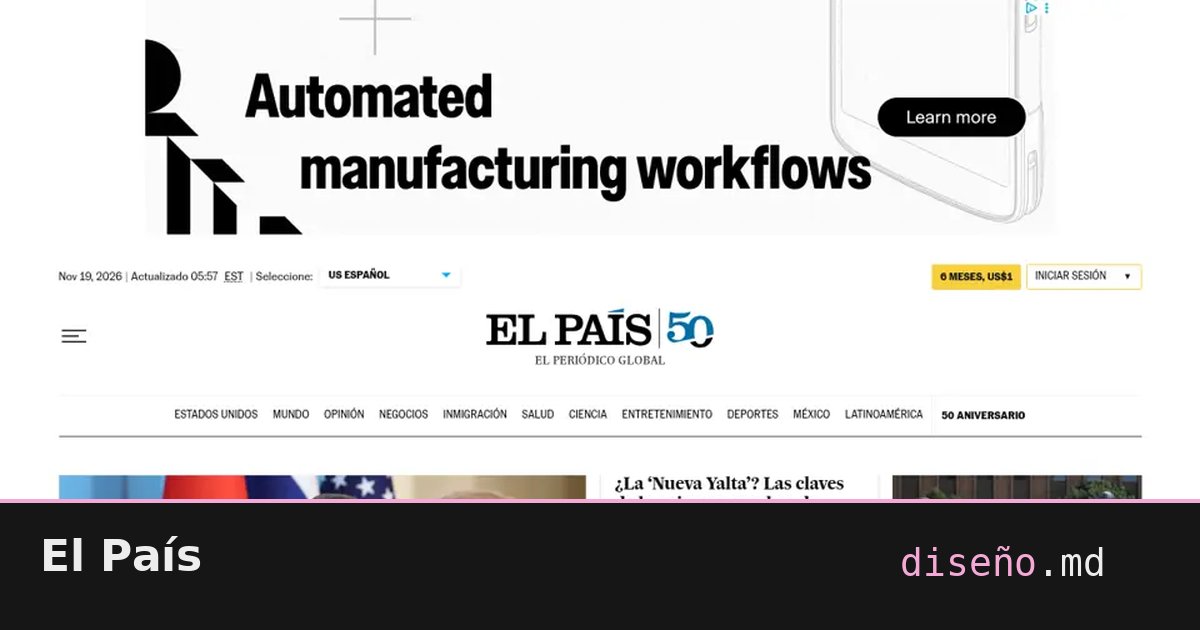 Automated
manufacturing workflows
Learn more
Nov 19, 2026 | Actualizado 05:57 EST | Seleccione: US ESPAÑOL
6 MESES, US$1
INICIAR SESIÓN
EL PAÍS 50
EL PERIÓDICO GLOBAL
ESTADOS UNIDOS MUNDO OPINIÓN NEGOCIOS INMIGRACIÓN SALUD CIENCIA ENTRETENIMIENTO DEPORTES MÉXICO LATINOAMÉRICA 50 ANIVERSARIO
¿La ‘Nueva Yalta’? Las claves
El País
diseño.md